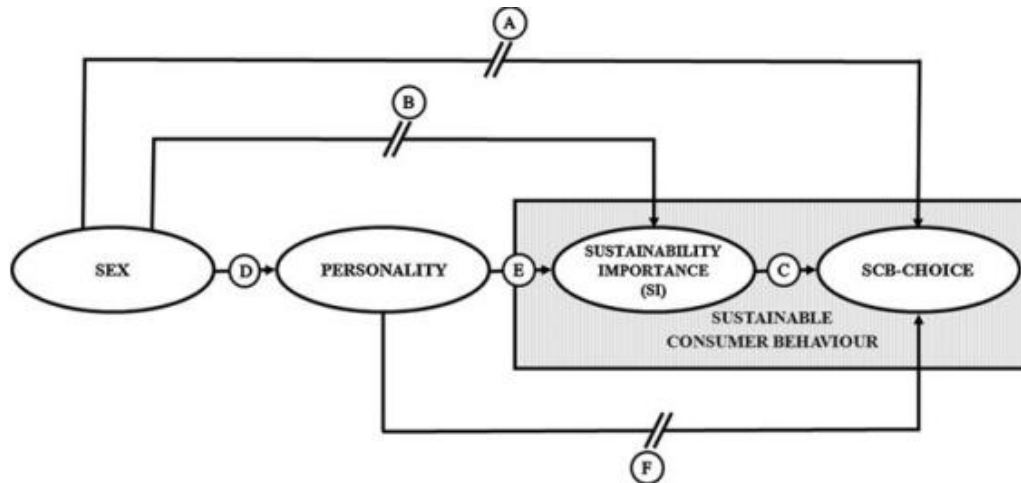 A
B
SEX
D
PERSONALITY
E
SUSTAINABILITY
IMPORTANCE
(SI)
C
SCB-CHOICE
SUSTAINABLE
CONSUMER BEHAVIOUR
F